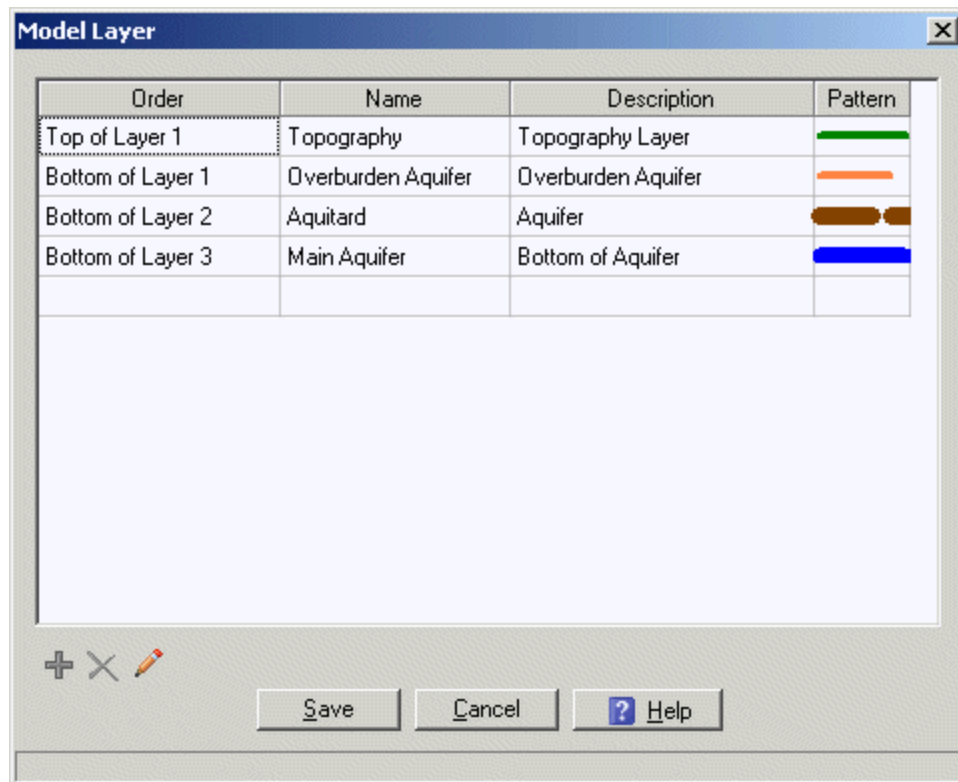 Model Layer
Order Name Description Pattern
Top of Layer 1 Topography Topography Layer
Bottom of Layer 1 Overburden Aquifer Overburden Aquifer
Bottom of Layer 2 Aquitard Aquifer
Bottom of Layer 3 Main Aquifer Bottom of Aquifer
Save Cancel ? Help